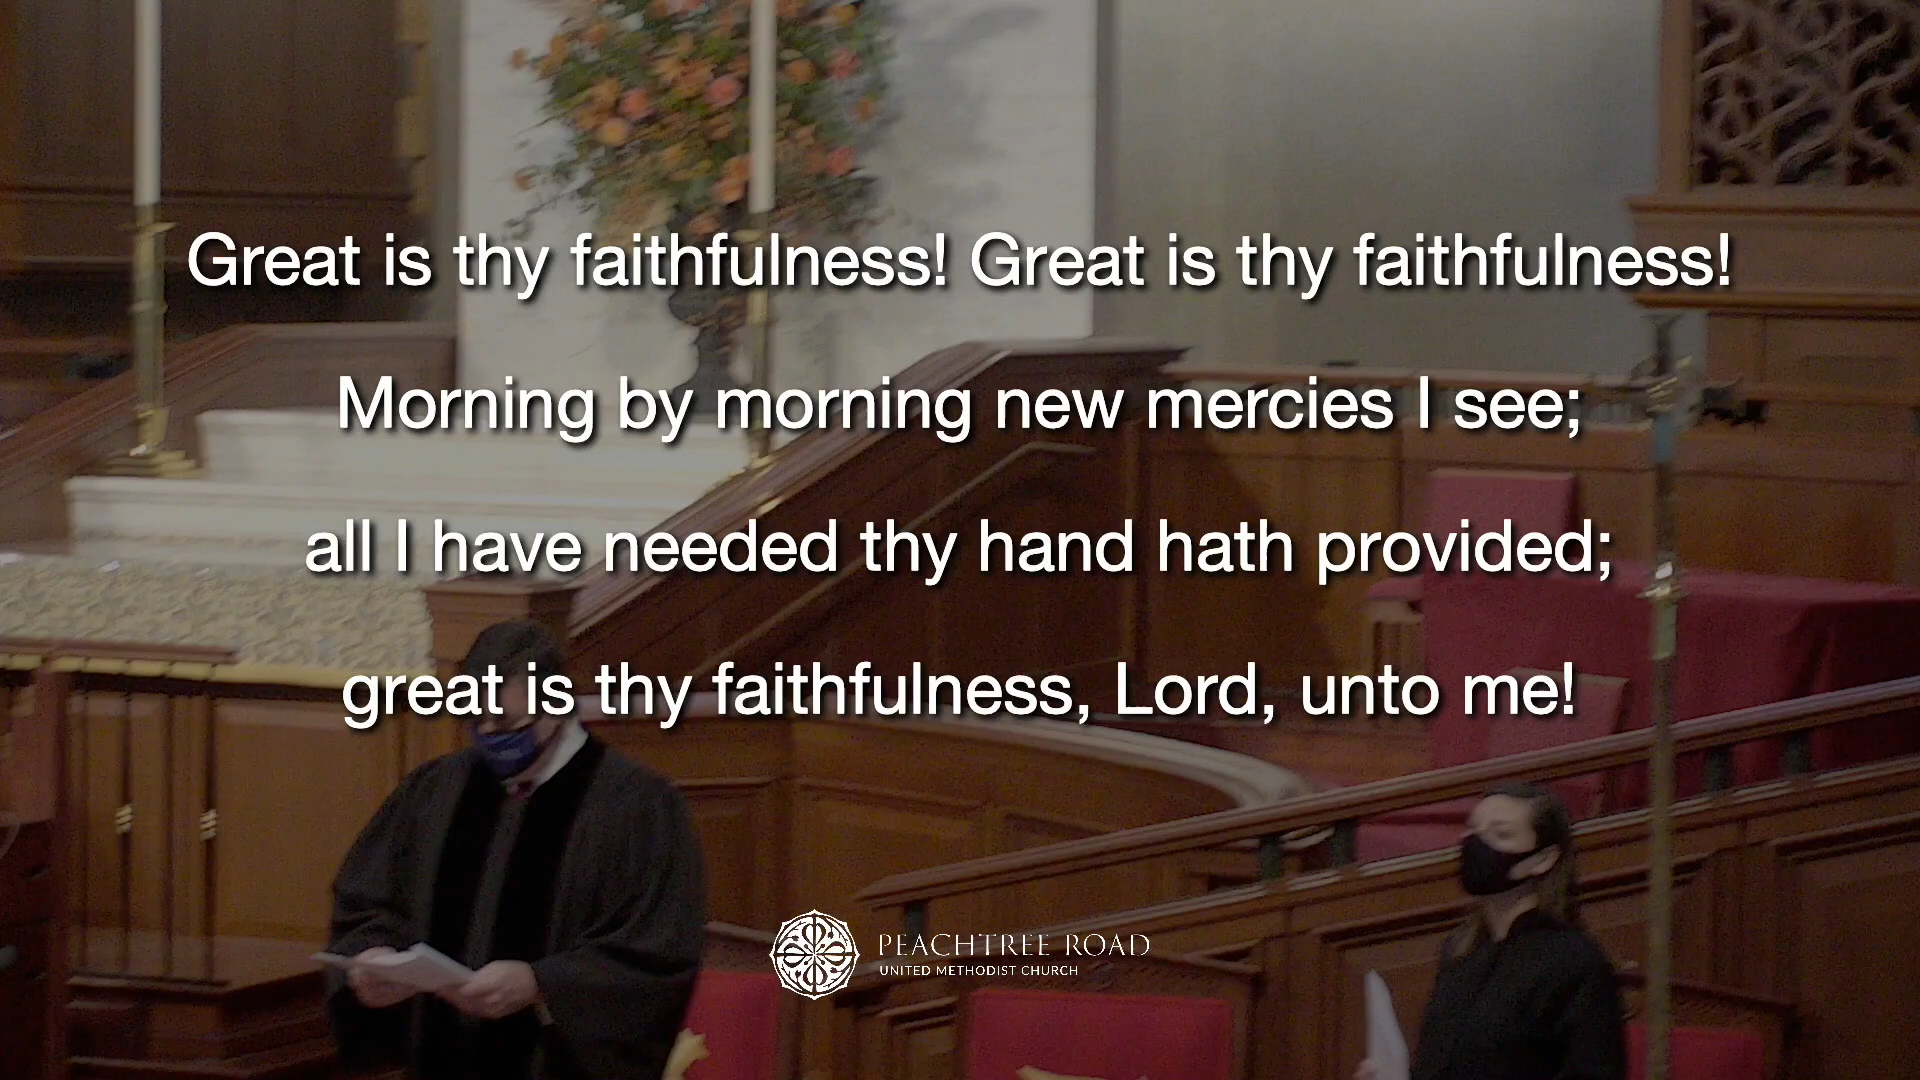 Great is thy faithfulness! Great is thy faithfulness!
Morning by morning new mercies I see;
all I have needed thy hand hath provided;
great is thy faithfulness, Lord, unto me!
PEACHTREE ROAD
UNITED METHODIST CHURCH